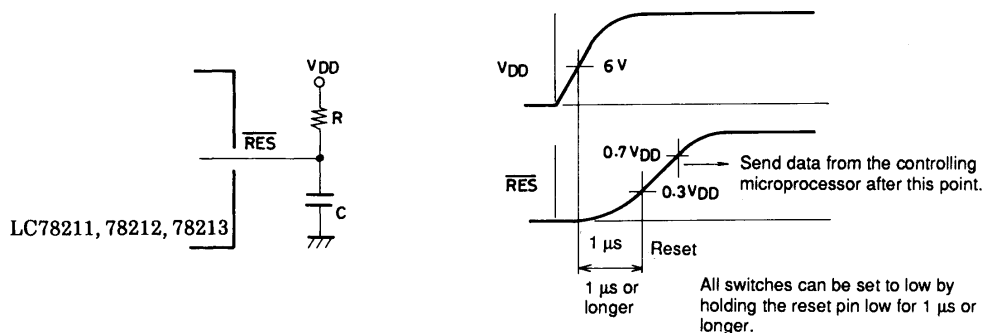 VDD
R
RES
C
LC78211, 78212, 78213
VDD
6 V
0.7 VDD
Send data from the controlling
microprocessor after this point.
RES
0.3 VDD
1 μs
Reset
1 μs or
longer
All switches can be set to low by
holding the reset pin low for 1 μs or
longer.